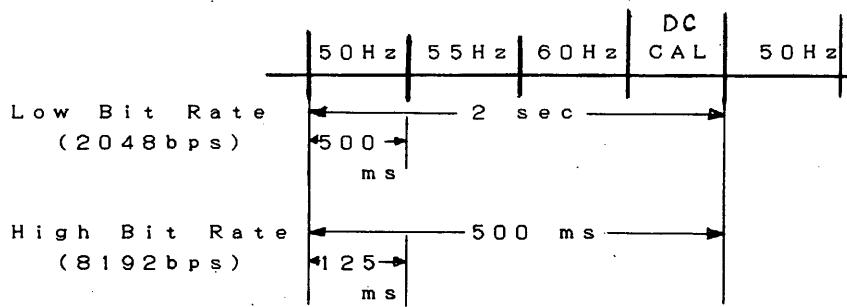 DC
50Hz 55Hz 60Hz CAL 50Hz
Low Bit Rate 2 sec
(2048bps) 500
ms
High Bit Rate 500 ms
(8192bps) 125
ms